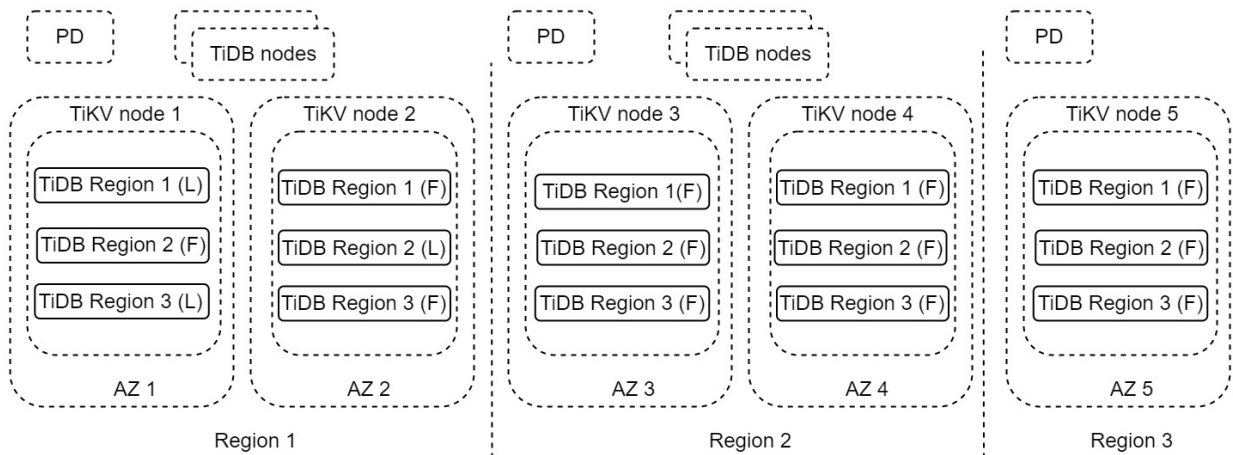 PD
TiDB nodes
PD
TiDB nodes
PD
TiKV node 1
TiKV node 2
TiKV node 3
TiKV node 4
TiKV node 5
TiDB Region 1 (L)
TiDB Region 1 (F)
TiDB Region 1(F)
TiDB Region 1 (F)
TiDB Region 1 (F)
TiDB Region 2 (F)
TiDB Region 2 (L)
TiDB Region 2 (F)
TiDB Region 2 (F)
TiDB Region 2 (F)
TiDB Region 3 (L)
TiDB Region 3 (F)
TiDB Region 3 (F)
TiDB Region 3 (F)
TiDB Region 3 (F)
AZ 1
AZ 2
AZ 3
AZ 4
AZ 5
Region 1
Region 2
Region 3